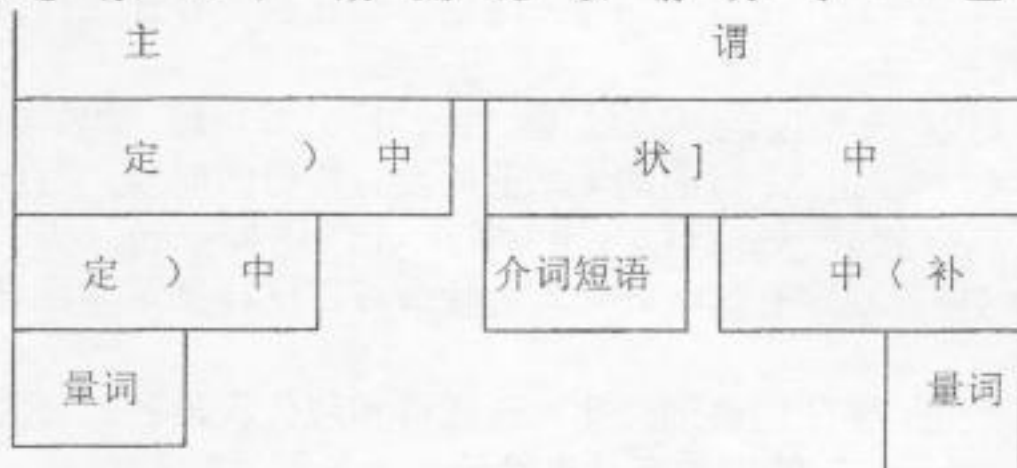 主 谓
定 ） 中 状 ］ 中
定 ） 中 介词短语 中〈 补
量词 量词